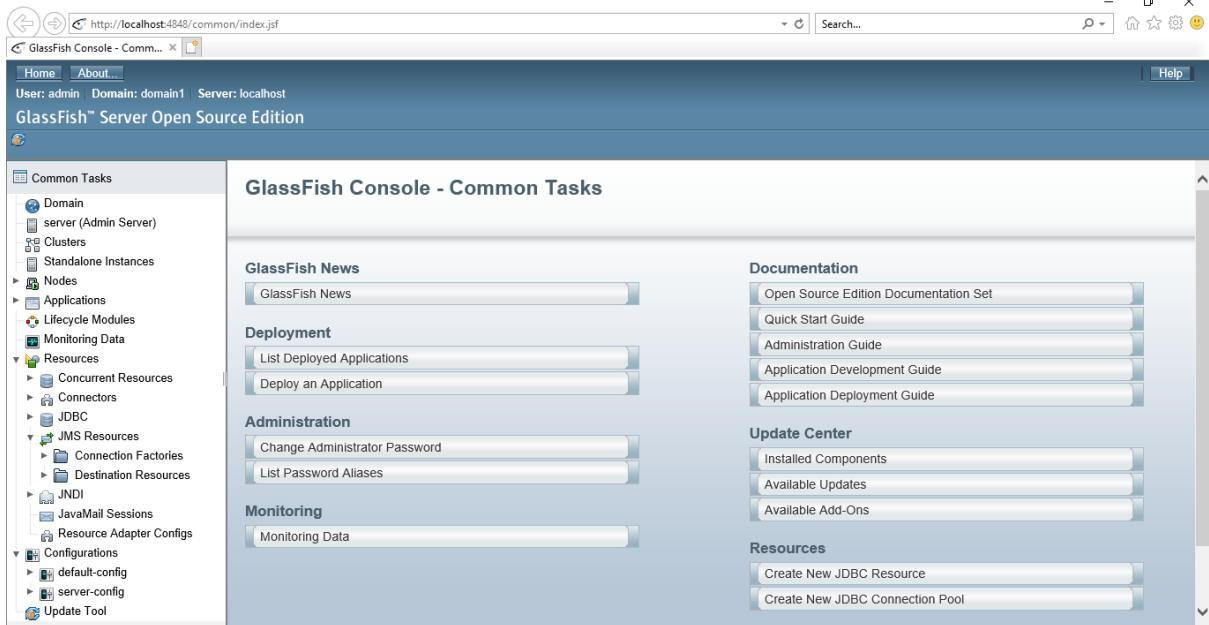 http://localhost:4848/common/index.jsf
Search...
GlassFish Console - Comm...
Home About...
Help
User: admin Domain: domain1 Server: localhost
GlassFish™ Server Open Source Edition
Common Tasks
Domain
server (Admin Server)
Clusters
Standalone Instances
Nodes
Applications
Lifecycle Modules
Monitoring Data
Resources
Concurrent Resources
Connectors
JDBC
JMS Resources
Connection Factories
Destination Resources
JNDI
JavaMail Sessions
Resource Adapter Configs
Configurations
default-config
server-config
Update Tool
GlassFish Console - Common Tasks
GlassFish News
GlassFish News
Deployment
List Deployed Applications
Deploy an Application
Administration
Change Administrator Password
List Password Aliases
Monitoring
Monitoring Data
Documentation
Open Source Edition Documentation Set
Quick Start Guide
Administration Guide
Application Development Guide
Application Deployment Guide
Update Center
Installed Components
Available Updates
Available Add-Ons
Resources
Create New JDBC Resource
Create New JDBC Connection Pool